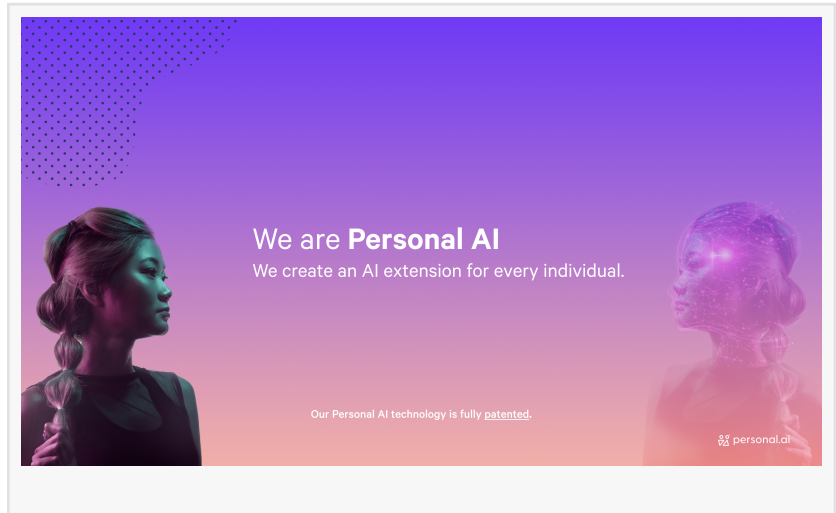 We are Personal AI
We create an AI extension for every individual.
Our Personal AI technology is fully patented.
personal.ai